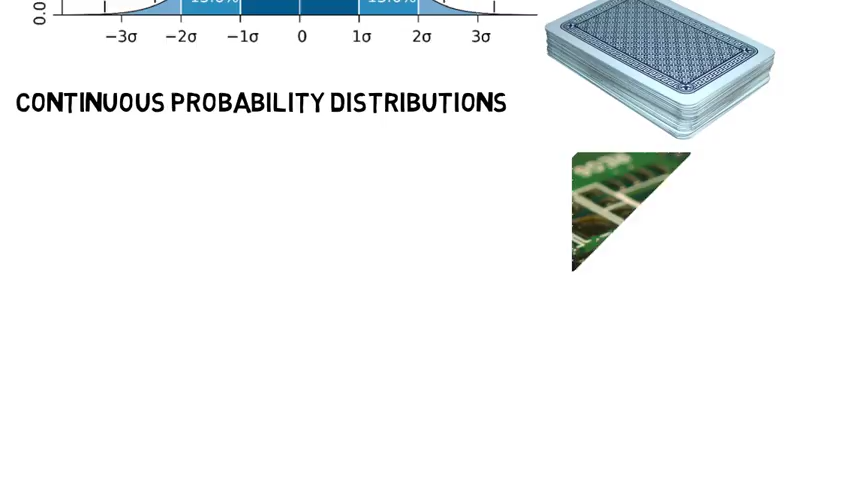 0.0
−3σ −2σ −1σ 0 1σ 2σ 3σ
CONTINUOUS PROBABILITY DISTRIBUTIONS